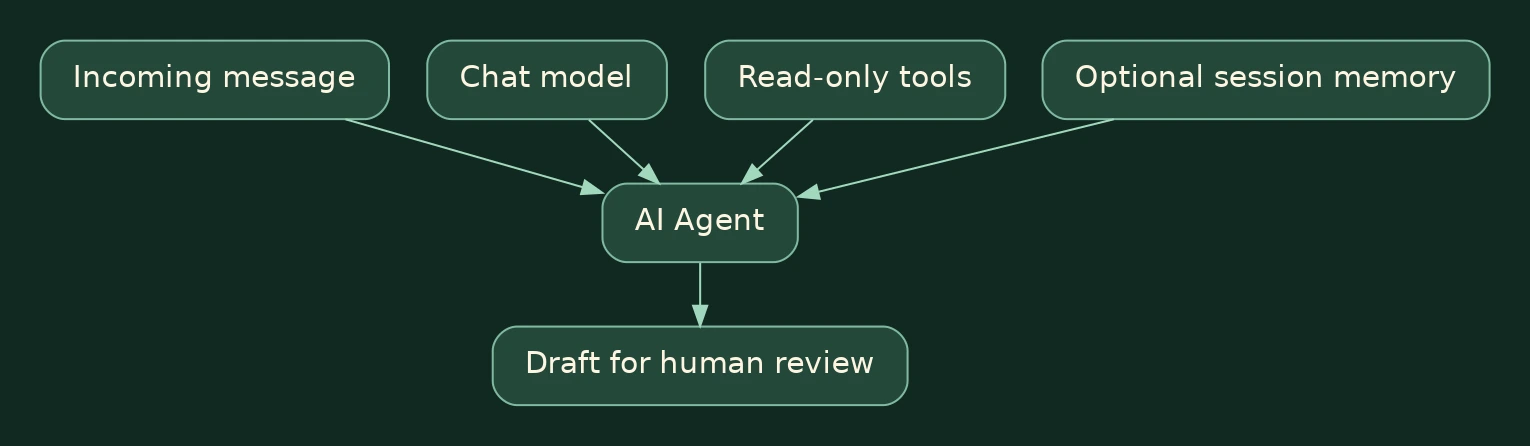 Incoming message
Chat model
Read-only tools
Optional session memory
AI Agent
Draft for human review